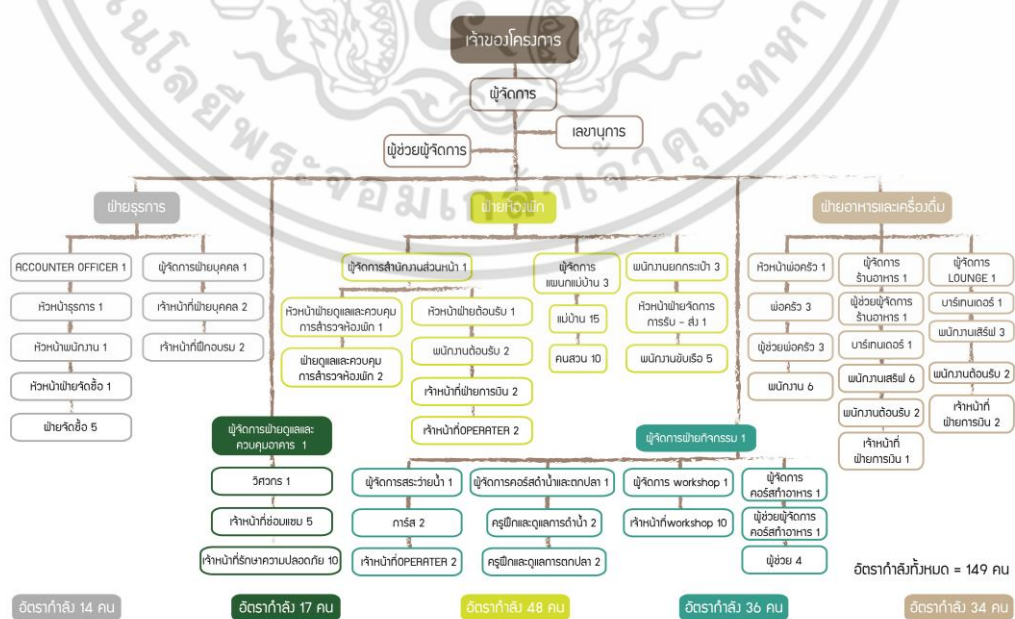 นโลยีพระจอมเกล้าเจ้าคุณทหา
เจ้าของโครงการ
ผู้จัดการ
เลขานุการ
ผู้ช่วยผู้จัดการ
ฝ่ายธุรการ
ฝ่ายห้องพัก
ฝ่ายอาหารและเครื่องดื่ม
ACCOUNTER OFFICER 1
หัวหน้าธุรการ 1
หัวหน้าพนักงาน 1
หัวหน้าฝ่ายจัดซื้อ 1
ฝ่ายจัดซื้อ 5
ผู้จัดการฝ่ายบุคคล 1
เจ้าหน้าที่ฝ่ายบุคคล 2
เจ้าหน้าที่ฝึกอบรม 2
ผู้จัดการสำนักงานส่วนหน้า 1
หัวหน้าฝ่ายดูแลและควบคุม
การสำรวจห้องพัก 1
ฝ่ายดูแลและควบคุม
การสำรวจห้องพัก 2
หัวหน้าฝ่ายต้อนรับ 1
พนักงานต้อนรับ 2
เจ้าหน้าที่ฝ่ายการเงิน 2
เจ้าหน้าที่OPERATER 2
ผู้จัดการ
แผนกแม่บ้าน 3
แม่บ้าน 15
คนสวน 10
พนักงานยกกระเป๋า 3
หัวหน้าฝ่ายจัดการ
การรับ - ส่ง 1
พนักงานขับเรือ 5
หัวหน้าพ่อครัว 1
พ่อครัว 3
ผู้ช่วยพ่อครัว 3
พนักงาน 6
ผู้จัดการ
ร้านอาหาร 1
ผู้ช่วยผู้จัดการ
ร้านอาหาร 1
บาร์เทนเดอร์ 1
พนักงานเสริฟ 6
พนักงานต้อนรับ 2
เจ้าหน้าที่
ฝ่ายการเงิน 1
ผู้จัดการ
LOUNGE 1
บาร์เทนเดอร์ 1
พนักงานเสิร์ฟ 3
พนักงานต้อนรับ 2
เจ้าหน้าที่
ฝ่ายการเงิน 2
ผู้จัดการฝ่ายดูแลและ
ควบคุมอาคาร 1
วิศวกร 1
เจ้าหน้าที่ซ่อมแซม 5
เจ้าหน้าที่รักษาความปลอดภัย 10
ผู้จัดการฝ่ายกิจกรรม 1
ผู้จัดการสระว่ายน้ำ 1
การ์ส 2
เจ้าหน้าที่OPERATER 2
ผู้จัดการคอร์สดำน้ำและตกปลา 1
ครูฝึกและดูแลการดำน้ำ 2
ครูฝึกและดูแลการตกปลา 2
ผู้จัดการ workshop 1
เจ้าหน้าที่workshop 10
ผู้จัดการ
คอร์สทำอาหาร 1
ผู้ช่วยผู้จัดการ
คอร์สทำอาหาร 1
ผู้ช่วย 4
อัตรากำลังทั้งหมด = 149 คน
อัตรากำลัง 14 คน
อัตรากำลัง 17 คน
อัตรากำลัง 48 คน
อัตรากำลัง 36 คน
อัตรากำลัง 34 คน